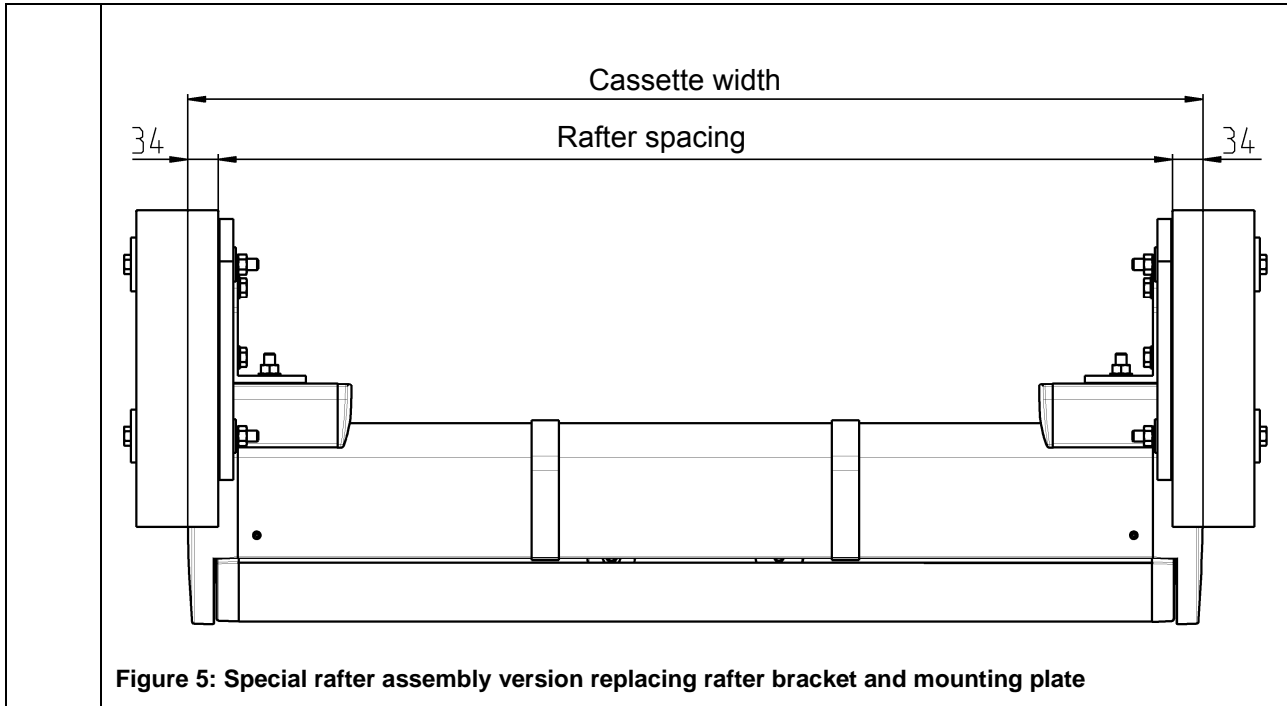 Cassette width
34
Rafter spacing
34
Figure 5: Special rafter assembly version replacing rafter bracket and mounting plate